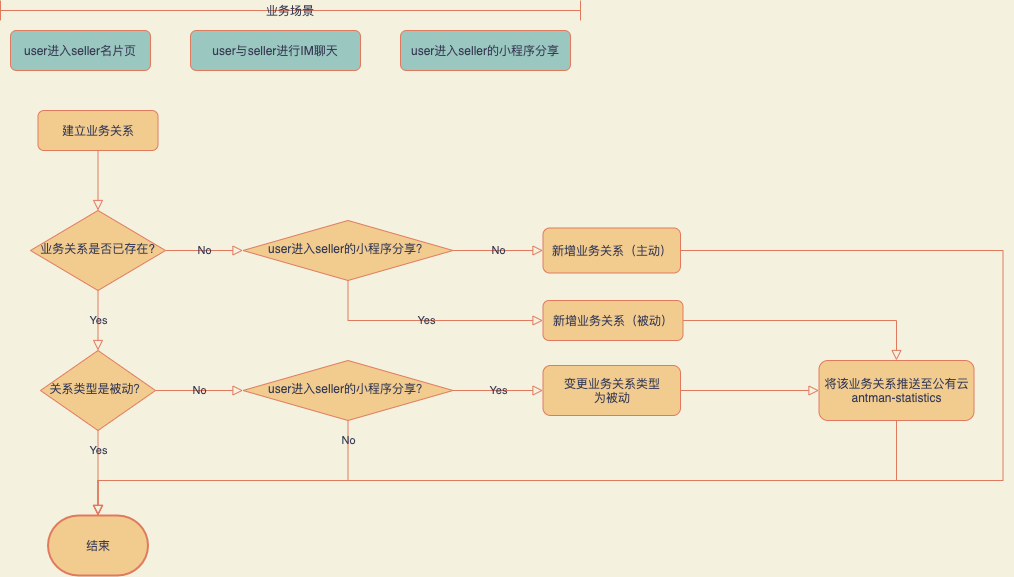 业务场景
user进入seller名片页
user与seller进行IM聊天
user进入seller的小程序分享
建立业务关系
业务关系是否已存在?
No
user进入seller的小程序分享?
No
新增业务关系（主动）
Yes
Yes
新增业务关系（被动）
关系类型是被动?
No
user进入seller的小程序分享?
Yes
变更业务关系类型
为被动
将该业务关系推送至公有云
antman-statistics
No
Yes
结束